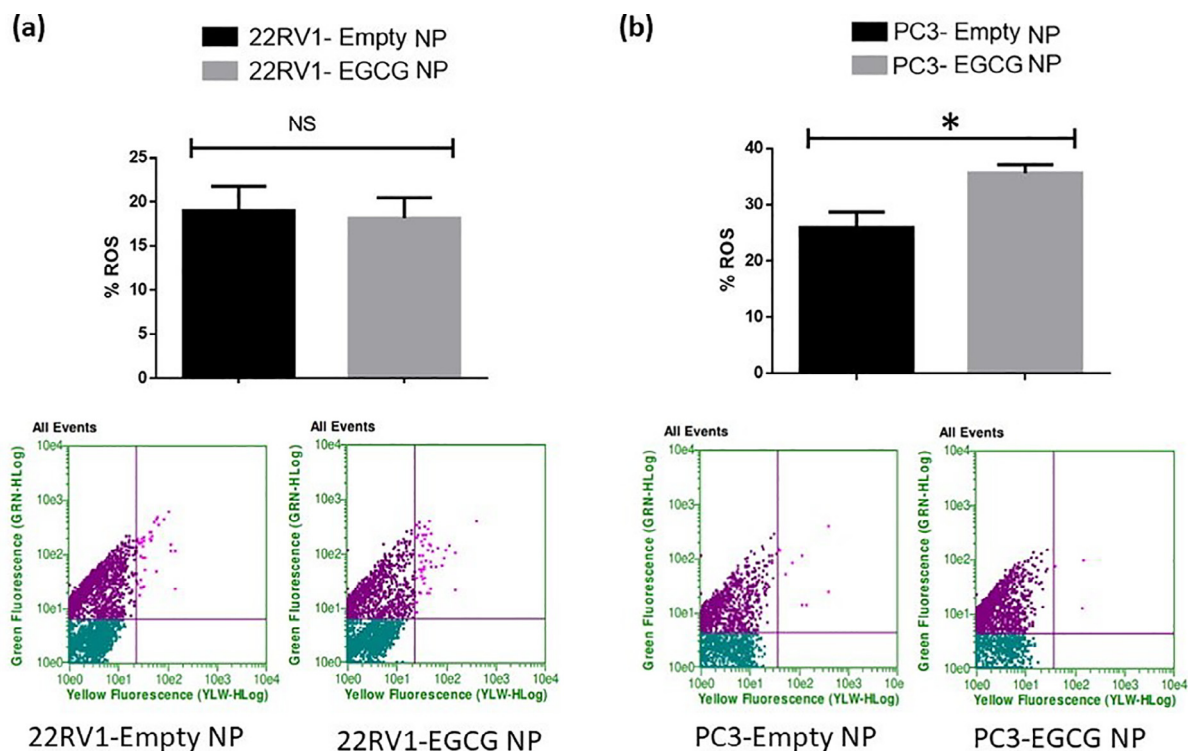 (a)
22RV1- Empty NP
22RV1- EGCG NP
NS
25
20
15
10
5
0
% ROS
(b)
PC3- Empty NP
PC3- EGCG NP
*
40
30
20
10
0
% ROS
All Events
10e4
10e3
10e2
10e1
10e0
Green Fluorescence (GRN-HLog)
10e0 10e1 10e2 10e3 10e4
Yellow Fluorescence (YLW-HLog)
22RV1-Empty NP
All Events
10e4
10e3
10e2
10e1
10e0
Green Fluorescence (GRN-HLog)
10e0 10e1 10e2 10e3 10e4
Yellow Fluorescence (YLW-HLog)
22RV1-EGCG NP
All Events
10e4
10e3
10e2
10e1
10e0
Green Fluorescence (GRN-HLog)
10e0 10e1 10e2 10e3 10e
Yellow Fluorescence (YLW-HLog)
PC3-Empty NP
All Events
10e4
10e3
10e2
10e1
10e0
Green Fluorescence (GRN-HLog)
10e0 10e1 10e2 10e3 10e
Yellow Fluorescence (YLW-HLog)
PC3-EGCG NP